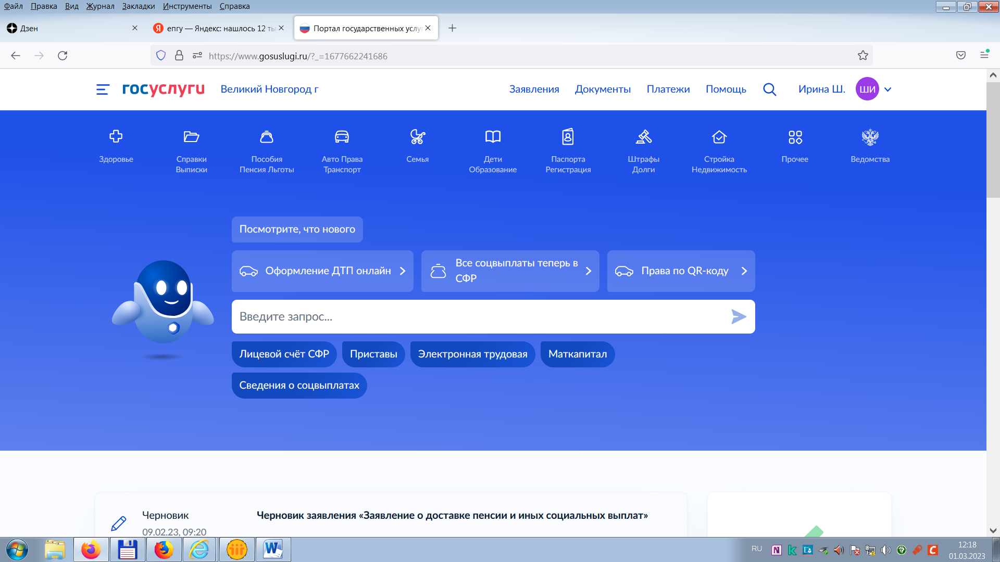 Файл Правка Вид Журнал Закладки Инструменты Справка
Дзен
епгу — Яндекс: нашлось 12 ты
Портал государственных услу
https://www.gosuslugi.ru/?_=1677662241686
госуслуги
Великий Новгород г
Заявления
Документы
Платежи
Помощь
Ирина Ш.
ШИ
Здоровье
Справки
Выписки
Пособия
Пенсия Льготы
Авто Права
Транспорт
Семья
Дети
Образование
Паспорта
Регистрация
Штрафы
Долги
Стройка
Недвижимость
Прочее
Ведомства
Посмотрите, что нового
Оформление ДТП онлайн
Все соцвыплаты теперь в
СФР
Права по QR-коду
Введите запрос...
Лицевой счёт СФР
Приставы
Электронная трудовая
Маткапитал
Сведения о соцвыплатах
Черновик
09.02.23, 09:20
Черновик заявления «Заявление о доставке пенсии и иных социальных выплат»
RU
12:18
01.03.2023